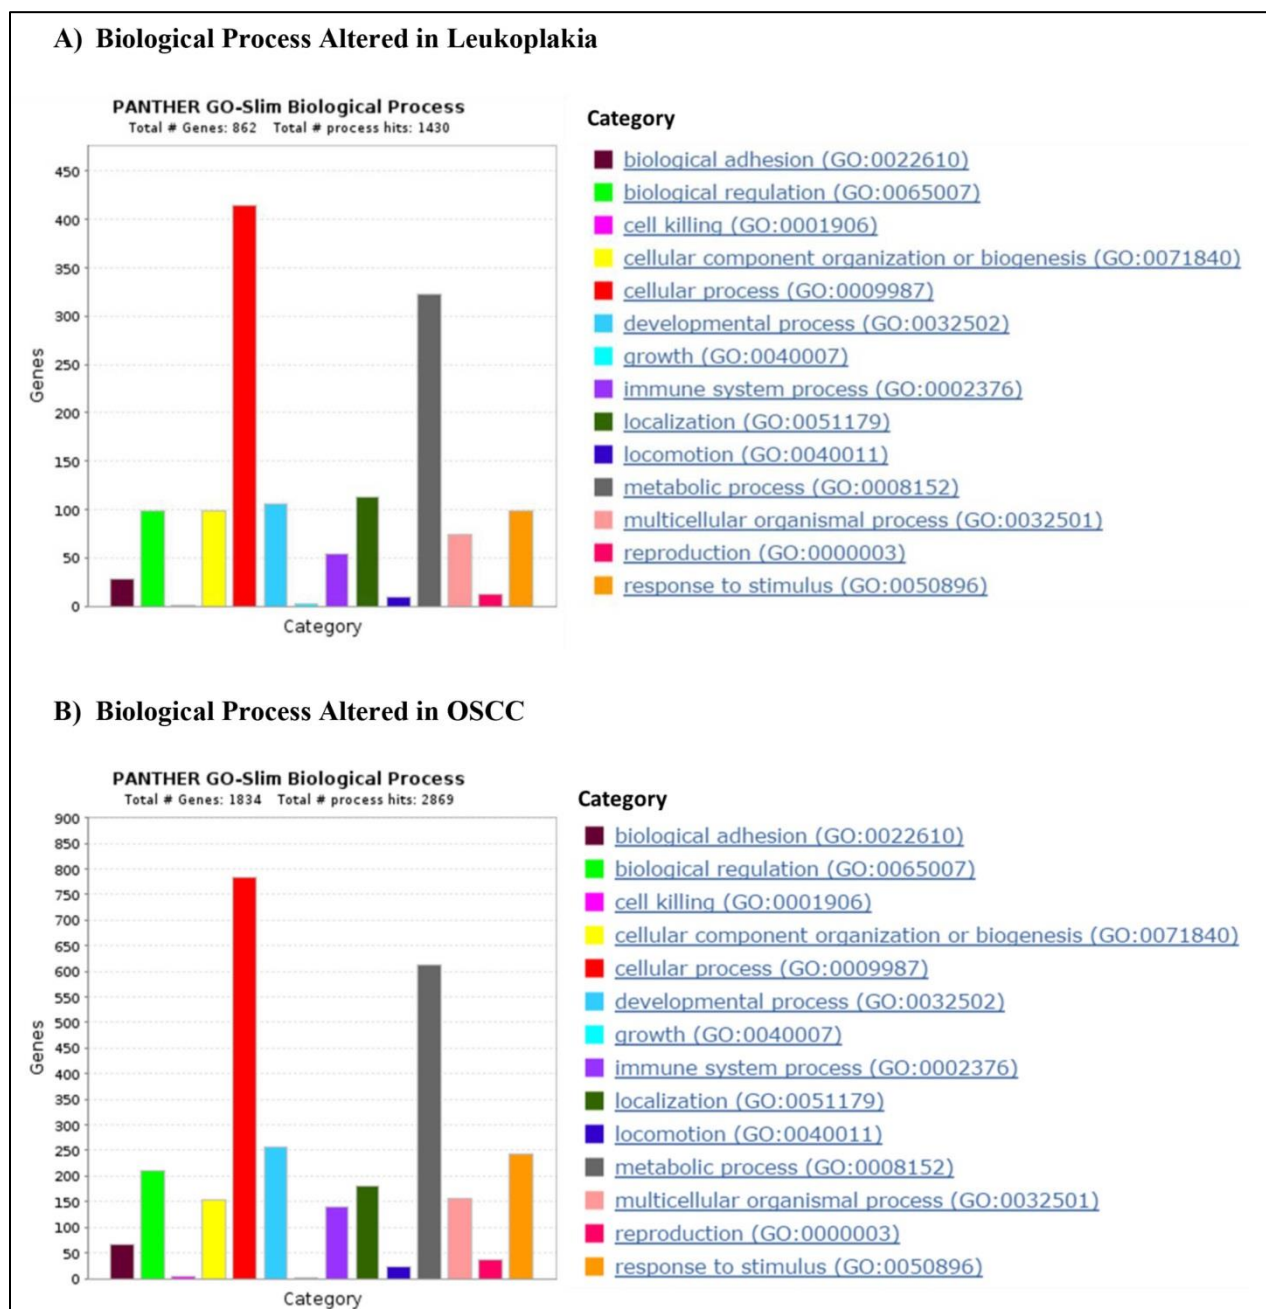 A) Biological Process Altered in Leukoplakia
PANTHER GO-Slim Biological Process
Total # Genes: 862 Total # process hits: 1430
450
400
350
300
250
200
150
100
50
0
Genes
Category
Category
biological adhesion (GO:0022610)
biological regulation (GO:0065007)
cell killing (GO:0001906)
cellular component organization or biogenesis (GO:0071840)
cellular process (GO:0009987)
developmental process (GO:0032502)
growth (GO:0040007)
immune system process (GO:0002376)
localization (GO:0051179)
locomotion (GO:0040011)
metabolic process (GO:0008152)
multicellular organismal process (GO:0032501)
reproduction (GO:0000003)
response to stimulus (GO:0050896)
B) Biological Process Altered in OSCC
PANTHER GO-Slim Biological Process
Total # Genes: 1834 Total # process hits: 2869
900
850
800
750
700
650
600
550
500
450
400
350
300
250
200
150
100
50
0
Genes
Category
Category
biological adhesion (GO:0022610)
biological regulation (GO:0065007)
cell killing (GO:0001906)
cellular component organization or biogenesis (GO:0071840)
cellular process (GO:0009987)
developmental process (GO:0032502)
growth (GO:0040007)
immune system process (GO:0002376)
localization (GO:0051179)
locomotion (GO:0040011)
metabolic process (GO:0008152)
multicellular organismal process (GO:0032501)
reproduction (GO:0000003)
response to stimulus (GO:0050896)